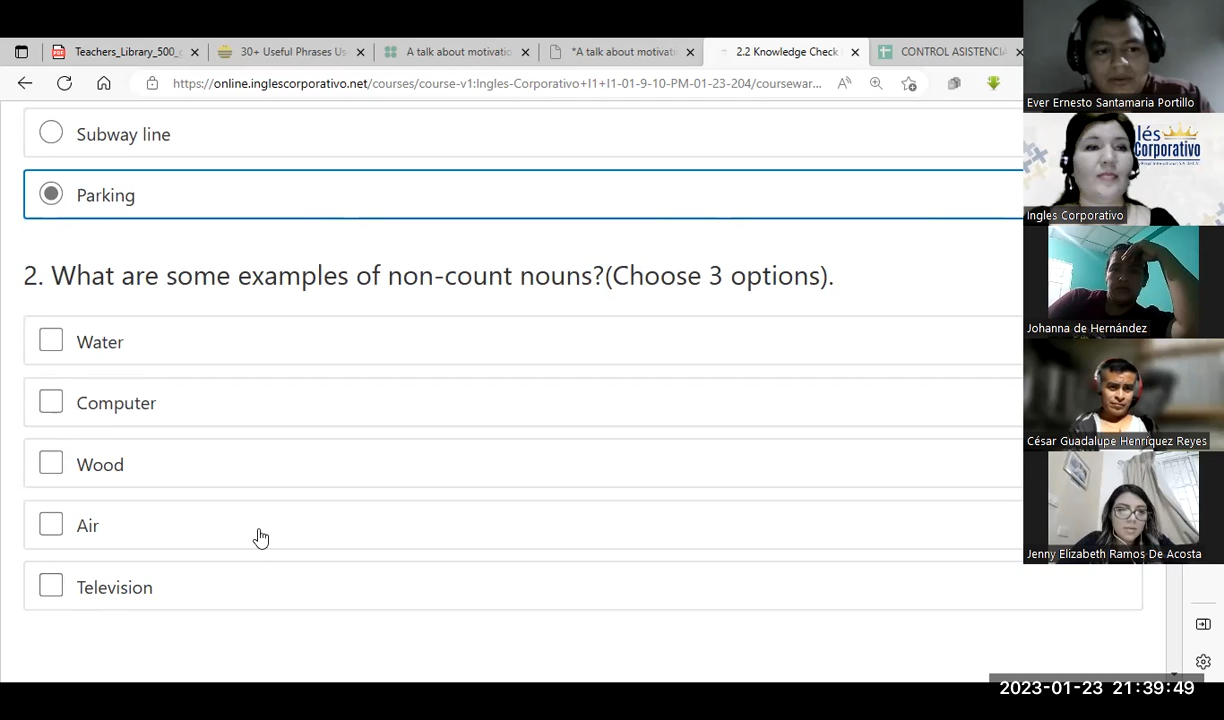 Teachers_Library_500_
30+ Useful Phrases Us
A talk about motivatio
*A talk about motivati
2.2 Knowledge Check
CONTROL ASISTENCIA
https://online.inglescorporativo.net/courses/course-v1:Ingles-Corporativo+I1+I1-01-9-10-PM-01-23-204/coursewar...
Subway line
Parking
2. What are some examples of non-count nouns?(Choose 3 options).
Water
Computer
Wood
Air
Television
Ever Ernesto Santamaria Portillo
lés
Corporativo
Ingles Corporativo
Johanna de Hernández
César Guadalupe Henríquez Reyes
Jenny Elizabeth Ramos De Acosta
2023-01-23 21:39:49